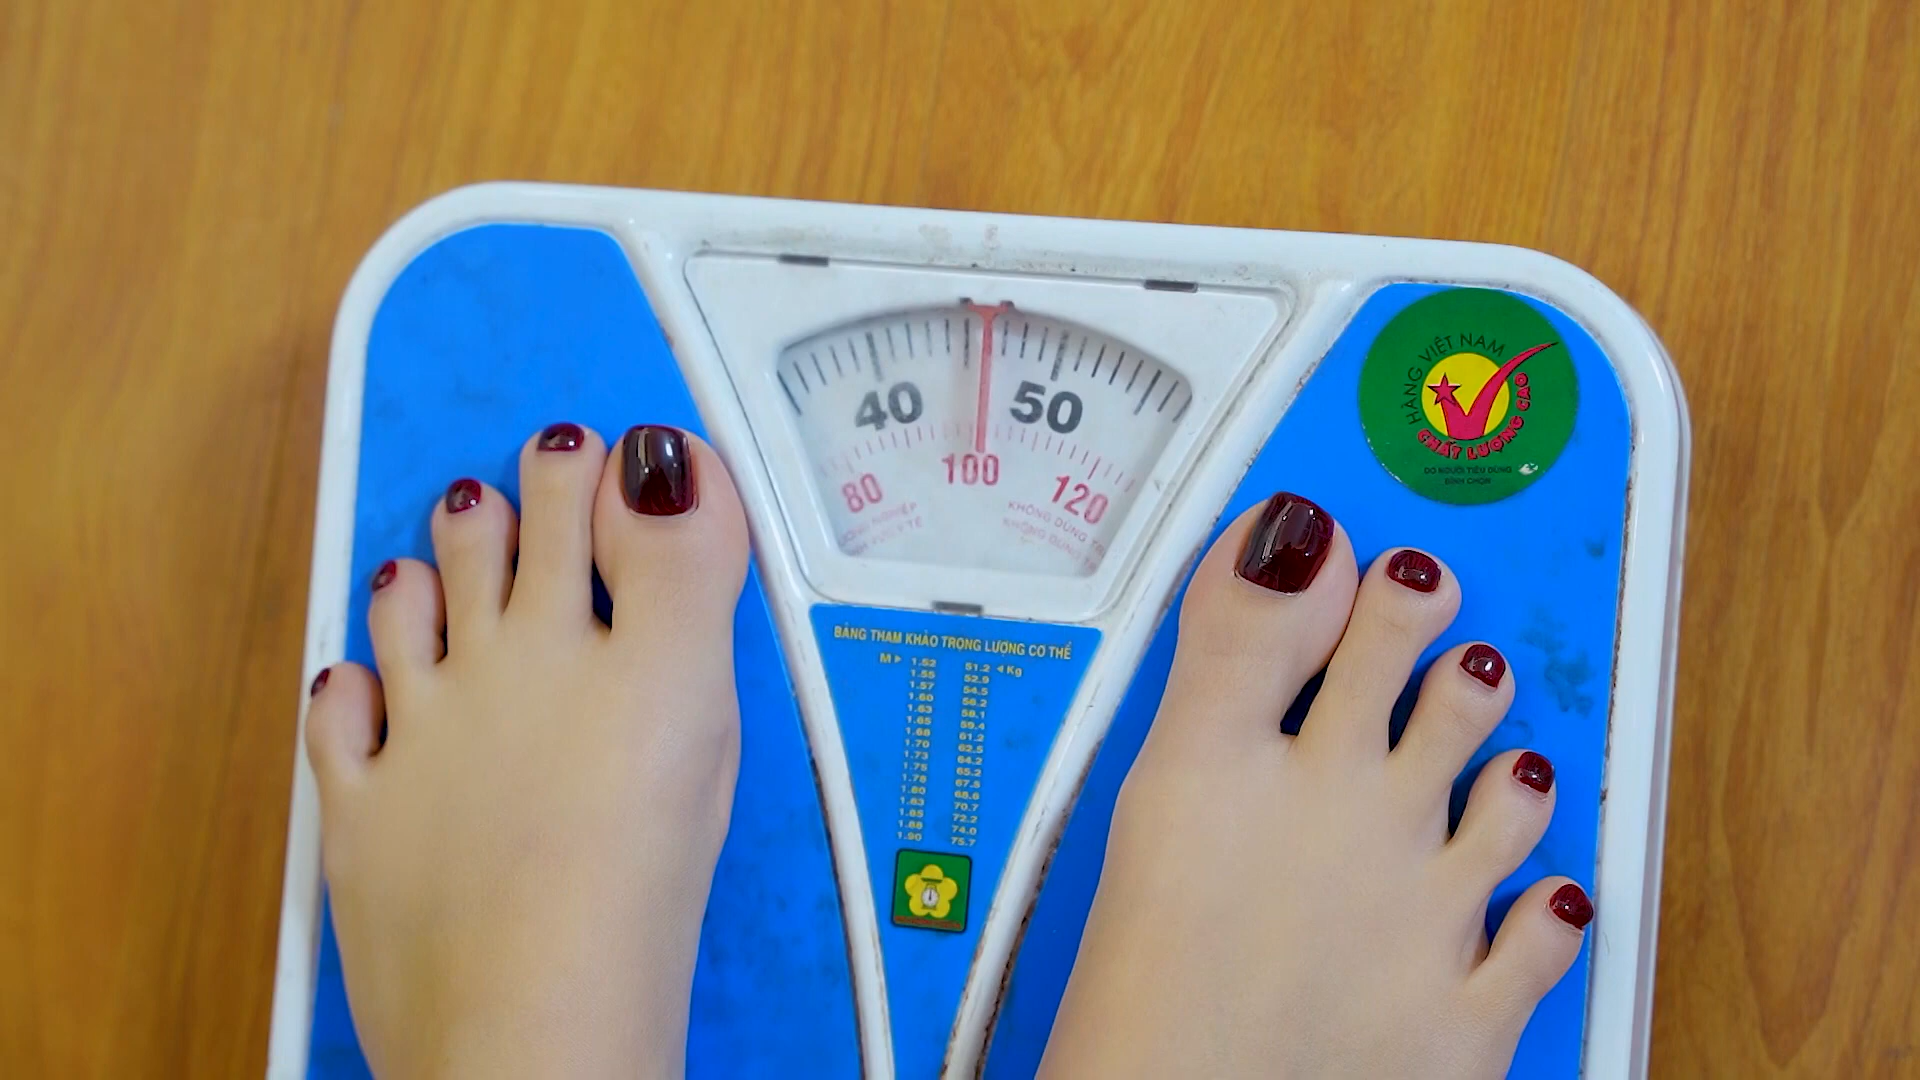 40 50
80 100 120
KHÔNG DÙNG
KHÔNG DÙNG
HÀNG VIỆT NAM
CHẤT LƯỢNG CAO
DO NGƯỜI TIÊU DÙNG
BÌNH CHỌN
BẢNG THAM KHẢO TRỌNG LƯỢNG CƠ THỂ
M 1.52 51.2 Kg
1.55 52.9
1.57 54.5
1.60 56.2
1.63 58.1
1.65 59.4
1.68 61.2
1.70 62.5
1.73 64.2
1.75 65.2
1.78 67.5
1.80 68.6
1.83 70.7
1.85 72.2
1.88 74.0
1.90 75.7